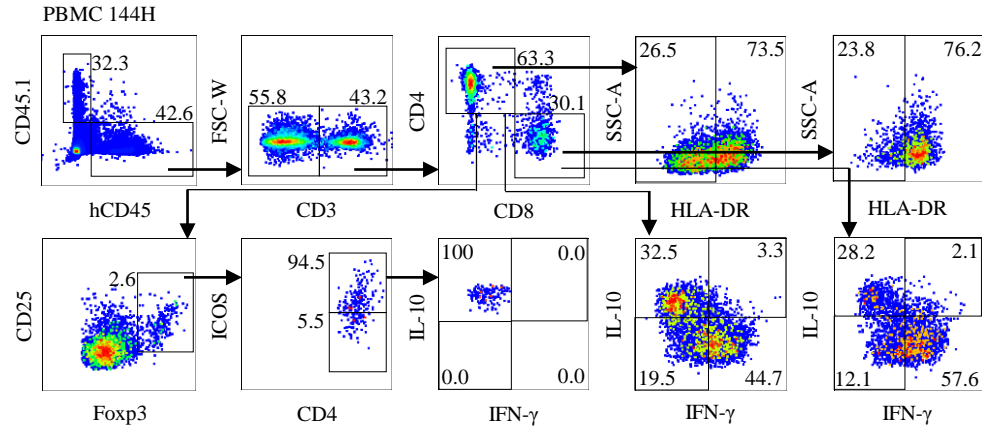 PBMC 144H
CD45.1
32.3
42.6
hCD45
FSC-W
55.8
43.2
CD3
CD4
63.3
30.1
CD8
SSC-A
26.5
73.5
HLA-DR
SSC-A
23.8
76.2
HLA-DR
CD25
2.6
Foxp3
ICOS
94.5
5.5
CD4
IL-10
100
0.0
0.0
0.0
IFN-γ
IL-10
32.5
3.3
19.5
44.7
IFN-γ
IL-10
28.2
2.1
12.1
57.6
IFN-γ